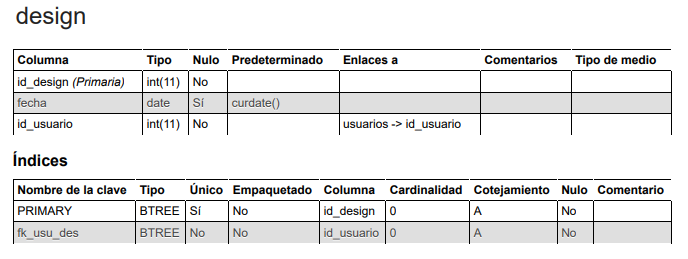 design
Columna Tipo Nulo Predeterminado Enlaces a Comentarios Tipo de medio
id_design (Primaria) int(11) No
fecha date Sí curdate()
id_usuario int(11) No usuarios -> id_usuario
Índices
Nombre de la clave Tipo Único Empaquetado Columna Cardinalidad Cotejamiento Nulo Comentario
PRIMARY BTREE Sí No id_design 0 A No
fk_usu_des BTREE No No id_usuario 0 A No